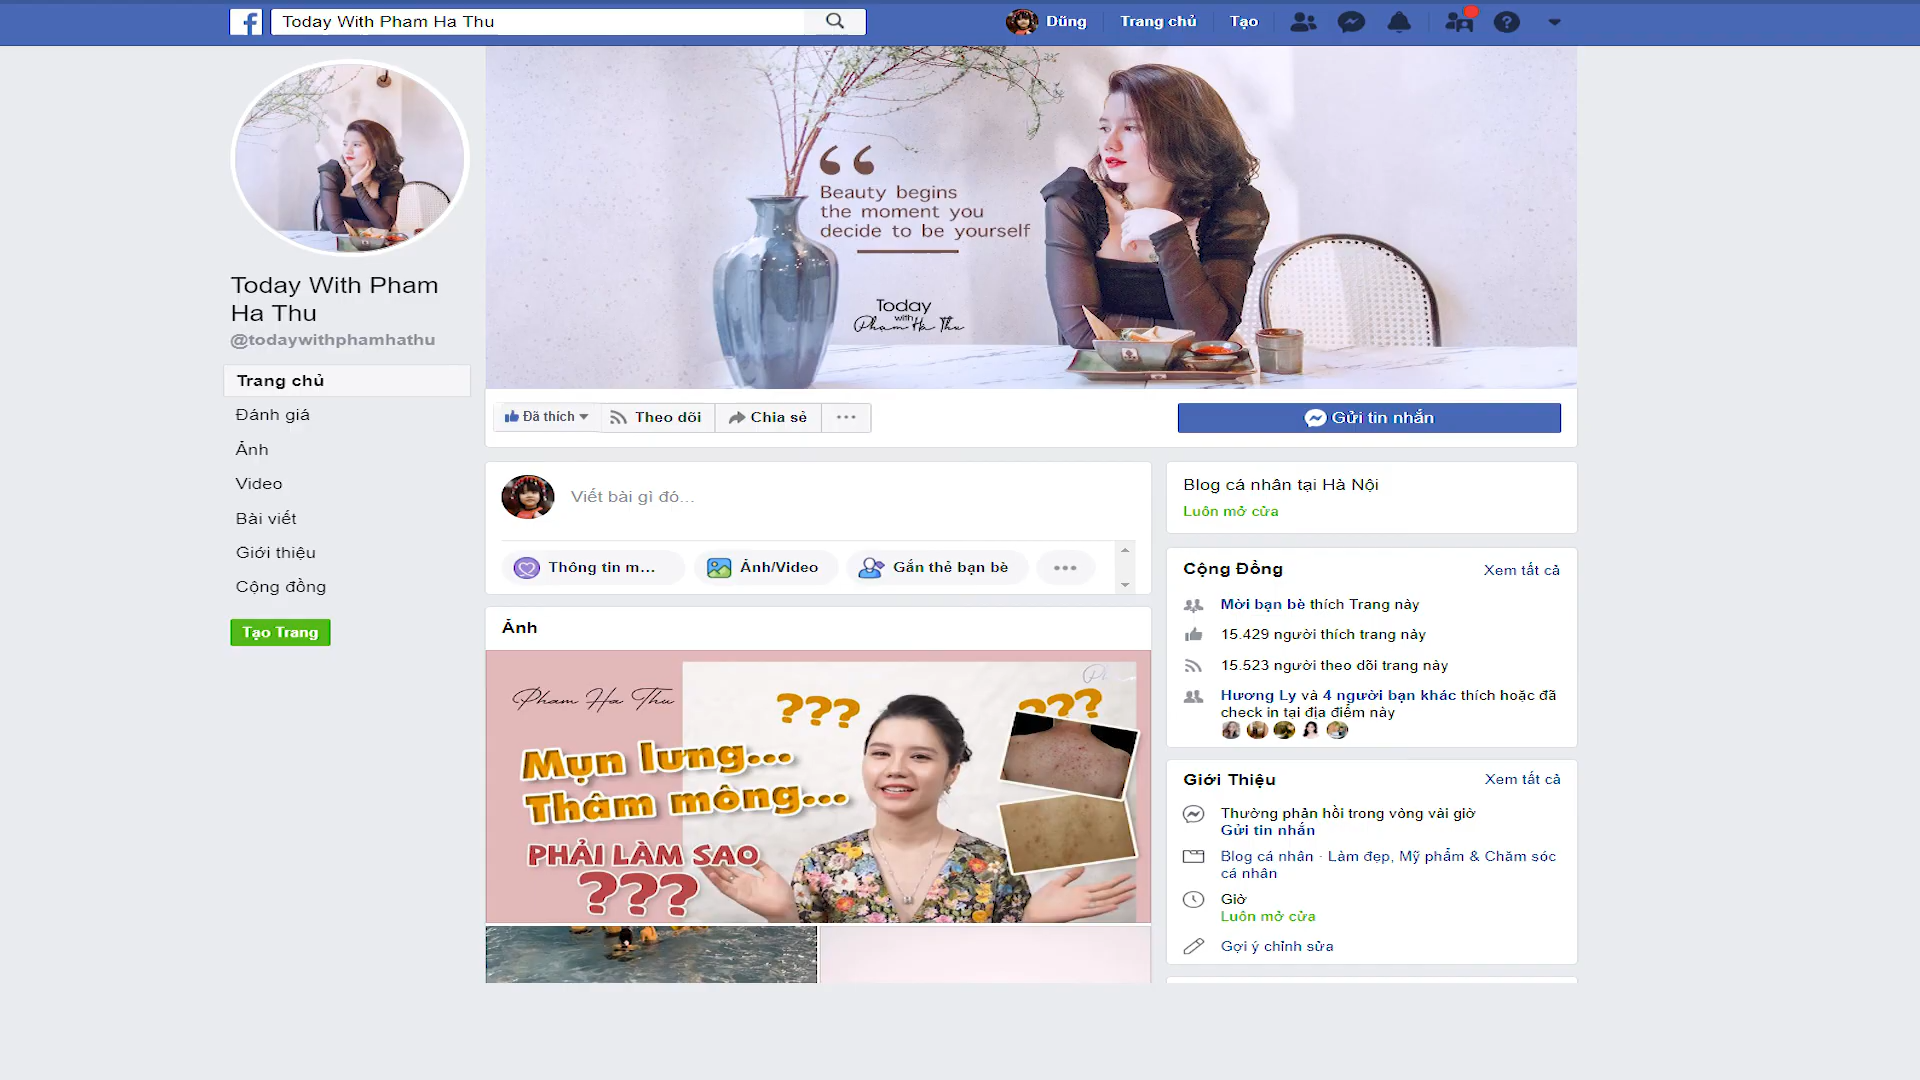 Today With Pham Ha Thu
Dũng
Trang chủ
Tạo
Today With Pham
Ha Thu
@todaywithphamhathu
Trang chủ
Đánh giá
Ảnh
Video
Bài viết
Giới thiệu
Cộng đồng
Tạo Trang
Beauty begins
the moment you
decide to be yourself
Today
with
Pham Ha Thu
Đã thích
Theo dõi
Chia sẻ
Gửi tin nhắn
Viết bài gì đó...
Thông tin m...
Ảnh/Video
Gắn thẻ bạn bè
Ảnh
Pham Ha Thu
???
???
Mụn lưng...
Thâm mông...
PHẢI LÀM SAO
???
Blog cá nhân tại Hà Nội
Luôn mở cửa
Cộng Đồng
Xem tất cả
Mời bạn bè thích Trang này
15.429 người thích trang này
15.523 người theo dõi trang này
Hương Ly và 4 người bạn khác thích hoặc đã
check in tại địa điểm này
Giới Thiệu
Xem tất cả
Thường phản hồi trong vòng vài giờ
Gửi tin nhắn
Blog cá nhân · Làm đẹp, Mỹ phẩm & Chăm sóc
cá nhân
Giờ
Luôn mở cửa
Gợi ý chỉnh sửa